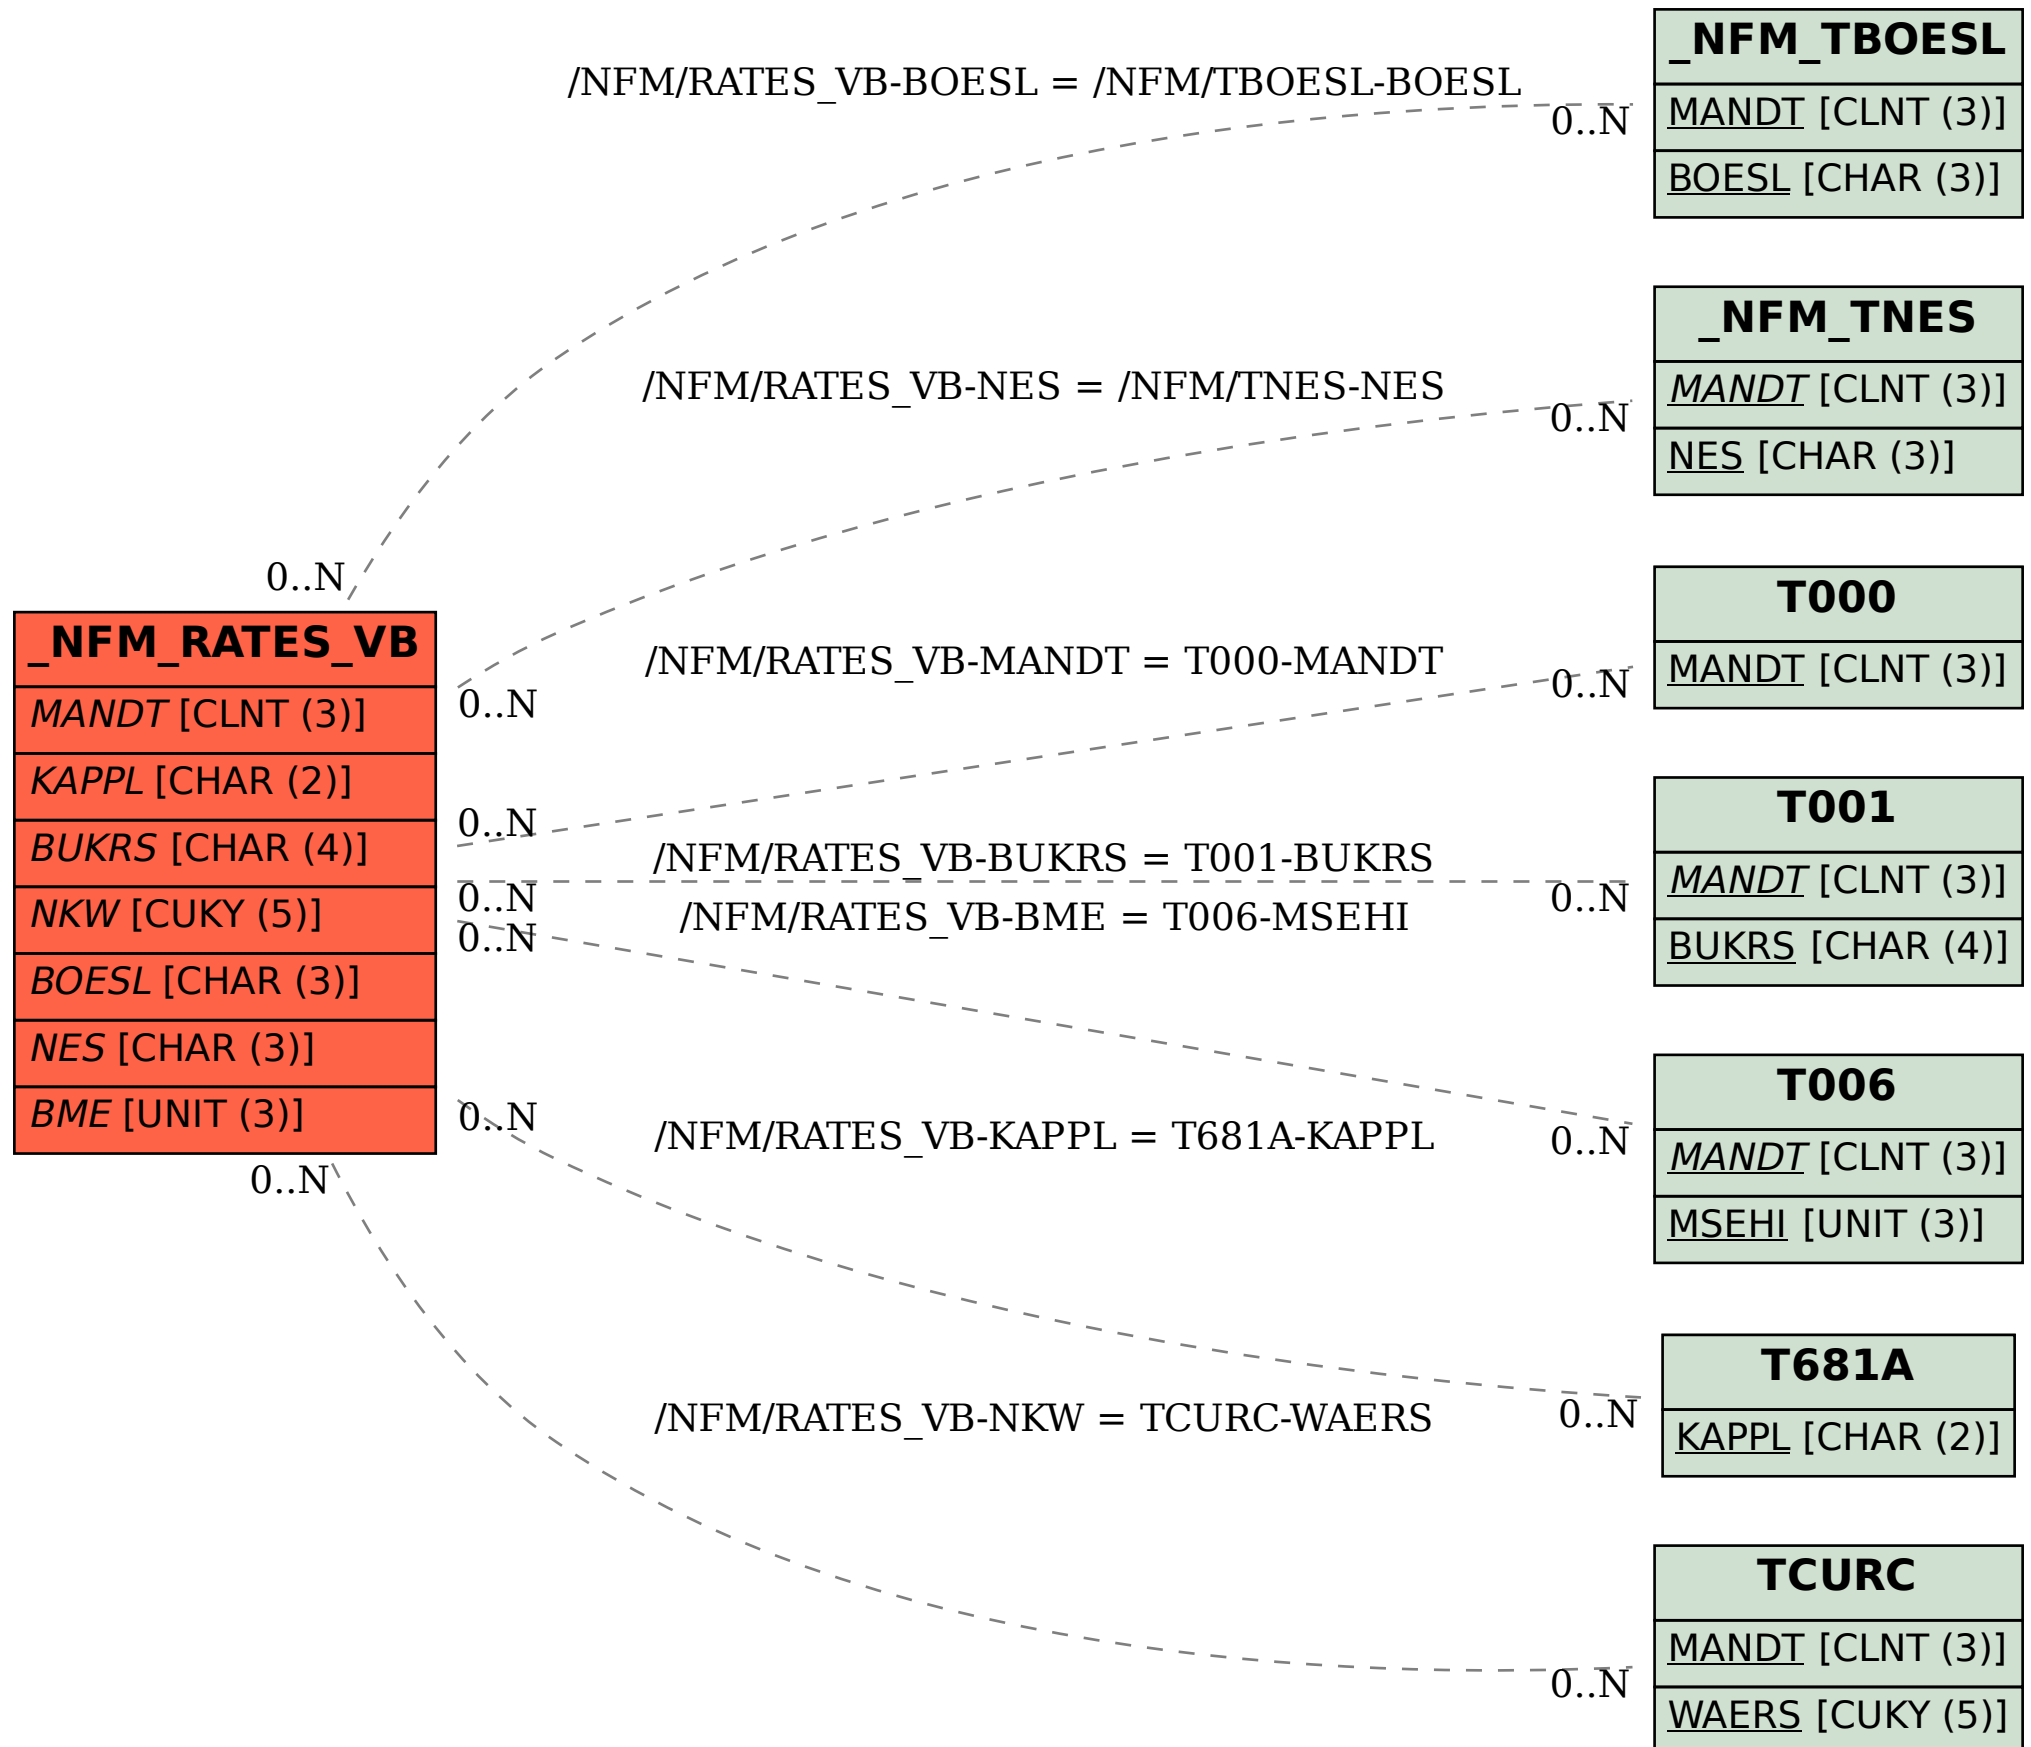 _NFM_RATES_VB
MANDT [CLNT (3)]
KAPPL [CHAR (2)]
BUKRS [CHAR (4)]
NKW [CUKY (5)]
BOESL [CHAR (3)]
NES [CHAR (3)]
BME [UNIT (3)]
/NFM/RATES_VB-BOESL = /NFM/TBOESL-BOESL
0..N
0..N
/NFM/RATES_VB-NES = /NFM/TNES-NES
0..N
0..N
/NFM/RATES_VB-MANDT = T000-MANDT
0..N
0..N
/NFM/RATES_VB-BUKRS = T001-BUKRS
0..N
0..N
/NFM/RATES_VB-BME = T006-MSEHI
0..N
0..N
/NFM/RATES_VB-KAPPL = T681A-KAPPL
0..N
0..N
/NFM/RATES_VB-NKW = TCURC-WAERS
0..N
0..N
_NFM_TBOESL
MANDT [CLNT (3)]
BOESL [CHAR (3)]
_NFM_TNES
MANDT [CLNT (3)]
NES [CHAR (3)]
T000
MANDT [CLNT (3)]
T001
MANDT [CLNT (3)]
BUKRS [CHAR (4)]
T006
MANDT [CLNT (3)]
MSEHI [UNIT (3)]
T681A
KAPPL [CHAR (2)]
TCURC
MANDT [CLNT (3)]
WAERS [CUKY (5)]